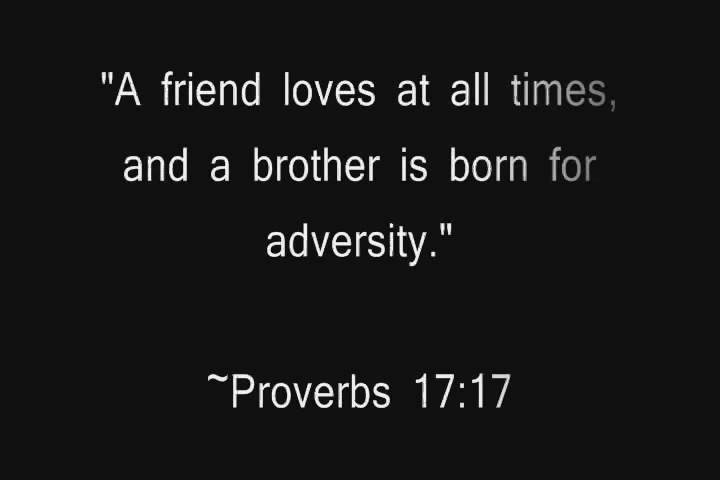 "A friend loves at all times,
and a brother is born for
adversity."
~Proverbs 17:17